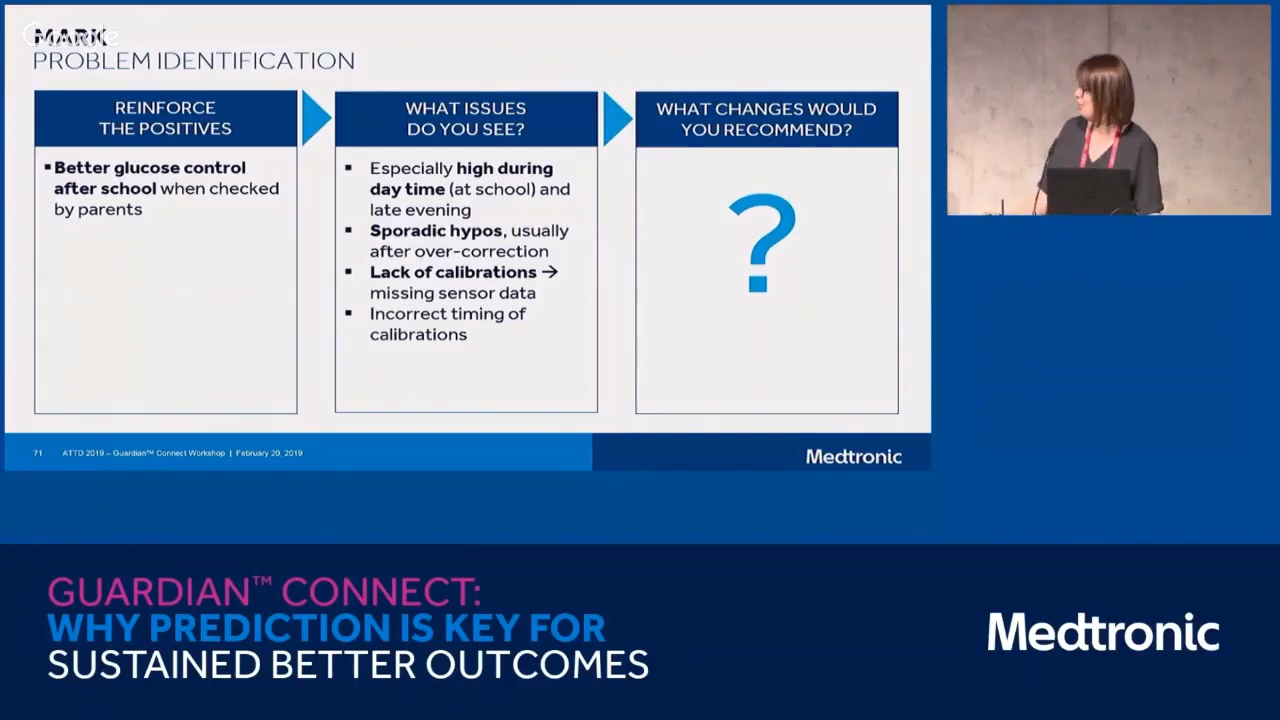 Google
MARK
PROBLEM IDENTIFICATION
REINFORCE
THE POSITIVES
▪Better glucose control
after school when checked
by parents
WHAT ISSUES
DO YOU SEE?
▪ Especially high during
day time (at school) and
late evening
▪ Sporadic hypos, usually
after over-correction
▪ Lack of calibrations →
missing sensor data
▪ Incorrect timing of
calibrations
WHAT CHANGES WOULD
YOU RECOMMEND?
?
71 ATTD 2019 – Guardian™ Connect Workshop | February 20, 2019
Medtronic
GUARDIAN™ CONNECT:
WHY PREDICTION IS KEY FOR
SUSTAINED BETTER OUTCOMES
Medtronic